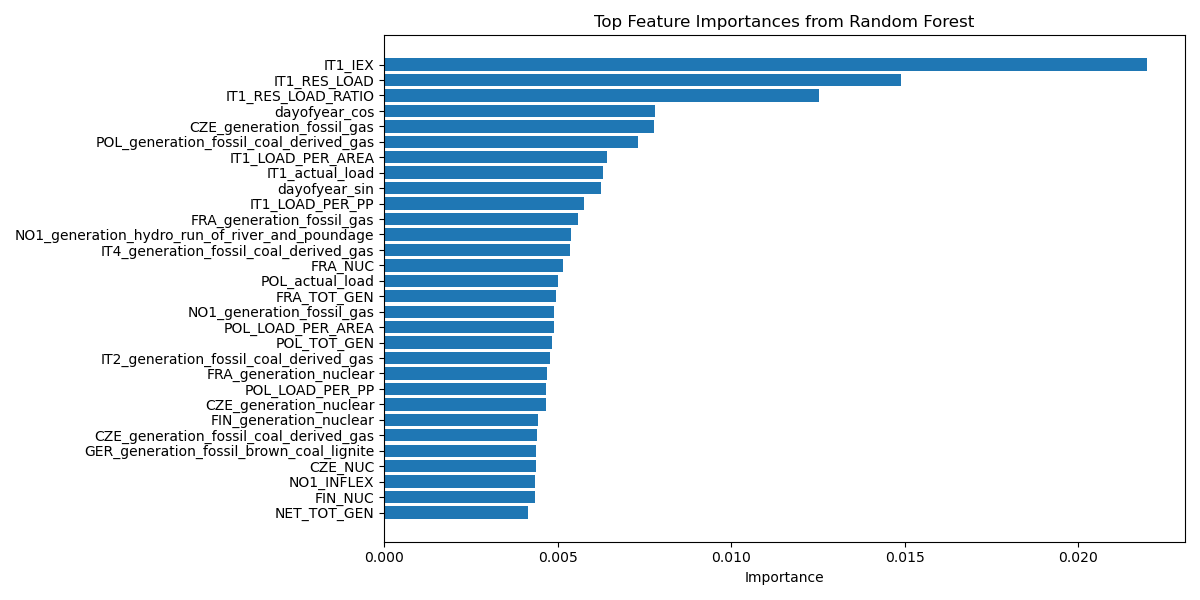 Top Feature Importances from Random Forest
IT1_IEX
IT1_RES_LOAD
IT1_RES_LOAD_RATIO
dayofyear_cos
CZE_generation_fossil_gas
POL_generation_fossil_coal_derived_gas
IT1_LOAD_PER_AREA
IT1_actual_load
dayofyear_sin
IT1_LOAD_PER_PP
FRA_generation_fossil_gas
NO1_generation_hydro_run_of_river_and_poundage
IT4_generation_fossil_coal_derived_gas
FRA_NUC
POL_actual_load
FRA_TOT_GEN
NO1_generation_fossil_gas
POL_LOAD_PER_AREA
POL_TOT_GEN
IT2_generation_fossil_coal_derived_gas
FRA_generation_nuclear
POL_LOAD_PER_PP
CZE_generation_nuclear
FIN_generation_nuclear
CZE_generation_fossil_coal_derived_gas
GER_generation_fossil_brown_coal_lignite
CZE_NUC
NO1_INFLEX
FIN_NUC
NET_TOT_GEN
0.000 0.005 0.010 0.015 0.020
Importance